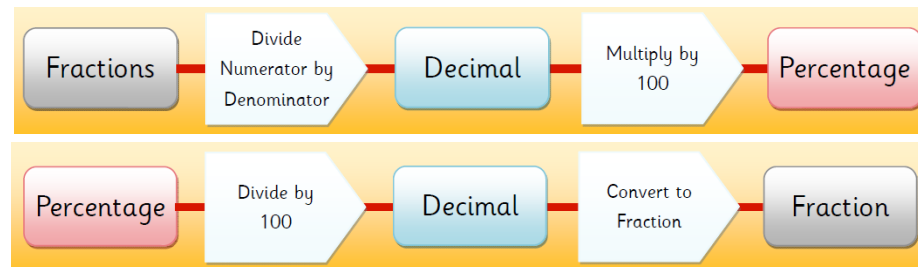 Fractions
Divide
Numerator by
Denominator
Decimal
Multiply by
100
Percentage
Percentage
Divide by
100
Decimal
Convert to
Fraction
Fraction